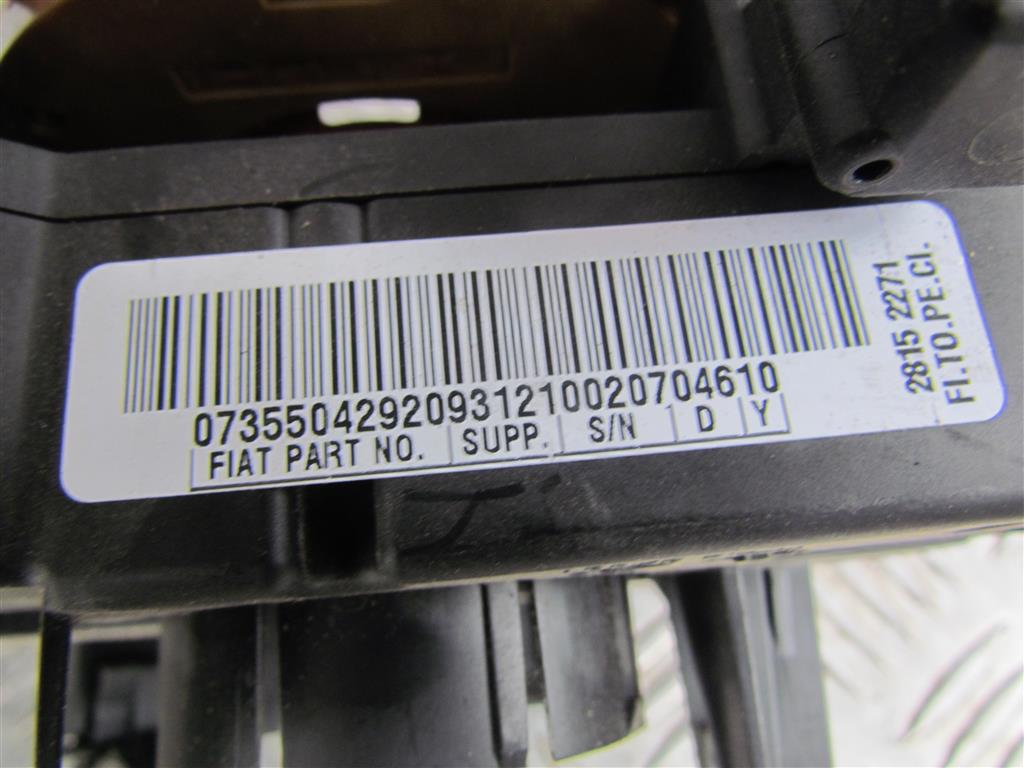 07355042920931210020704610
FIAT PART NO. SUPP. S/N D Y
2815 2271
FI.TO.PE.CI.